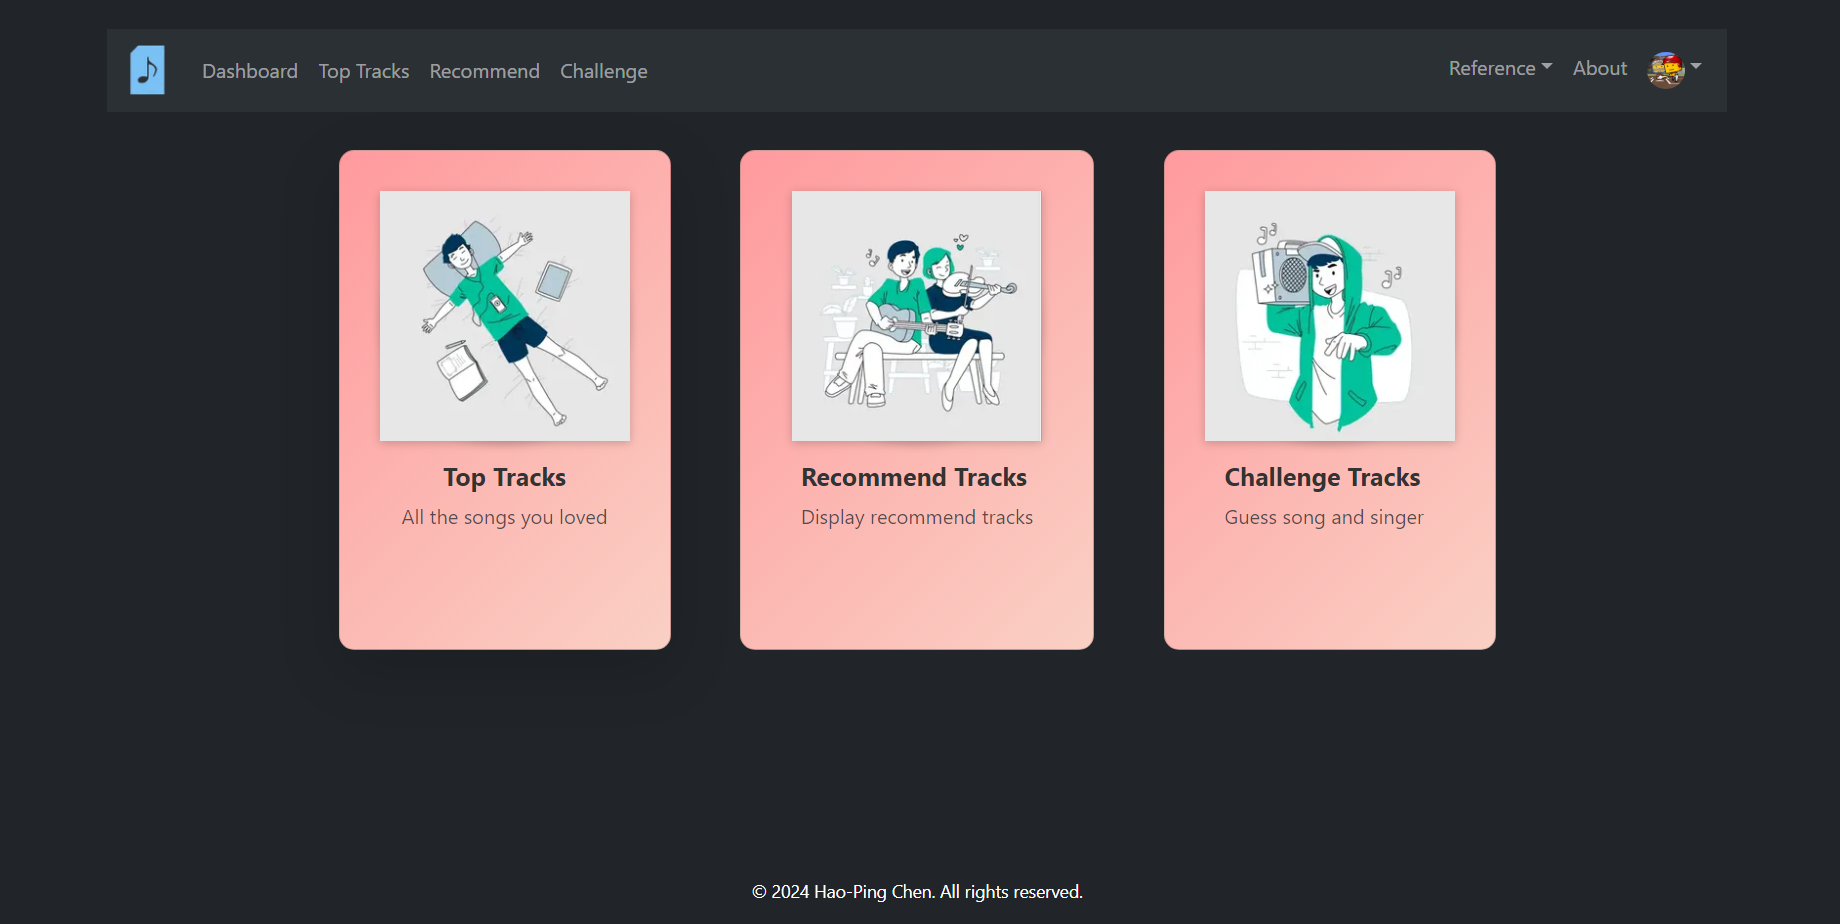 Dashboard Top Tracks Recommend Challenge Reference About
Top Tracks
All the songs you loved
Recommend Tracks
Display recommend tracks
Challenge Tracks
Guess song and singer
© 2024 Hao-Ping Chen. All rights reserved.